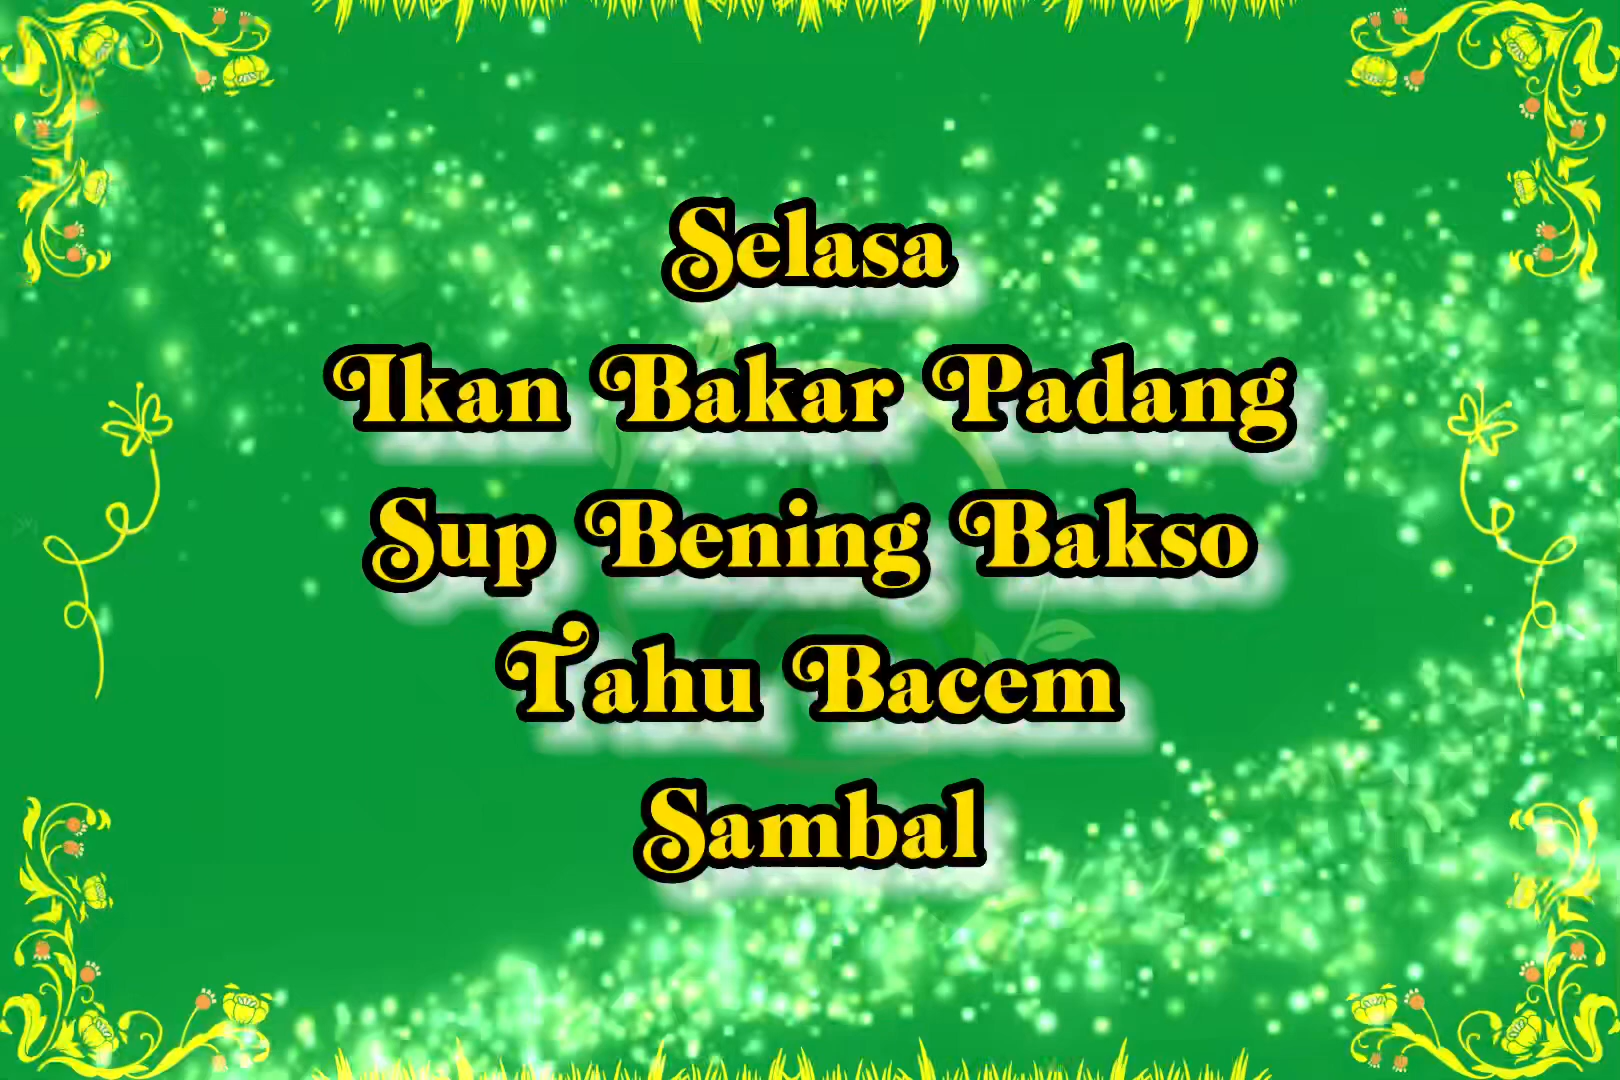 Selasa
Ikan Bakar Padang
Sup Bening Bakso
Tahu Bacem
Sambal